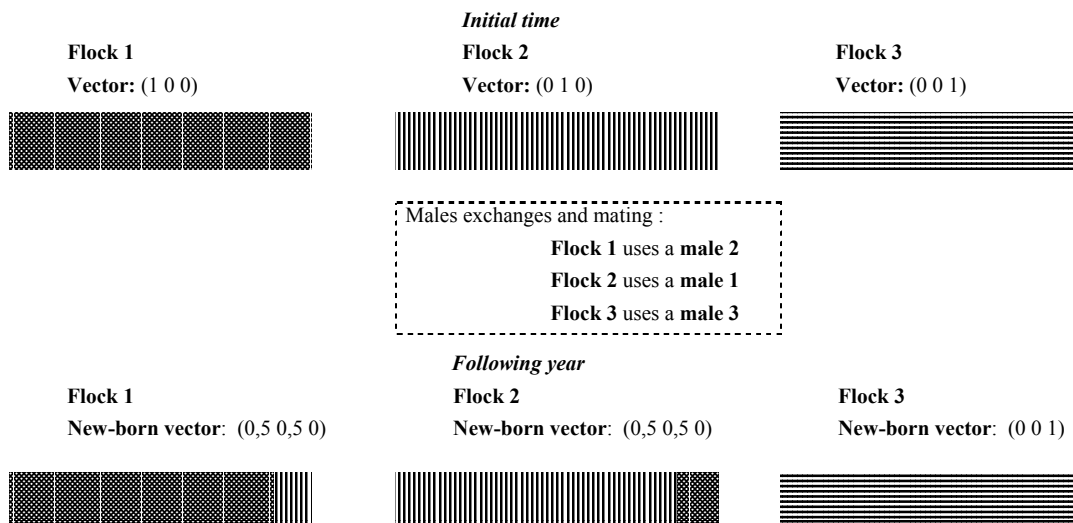 Initial time
Flock 1
Flock 2
Flock 3
Vector: (1 0 0)
Vector: (0 1 0)
Vector: (0 0 1)
Males exchanges and mating :
Flock 1 uses a male 2
Flock 2 uses a male 1
Flock 3 uses a male 3
Following year
Flock 1
Flock 2
Flock 3
New-born vector: (0,5 0,5 0)
New-born vector: (0,5 0,5 0)
New-born vector: (0 0 1)